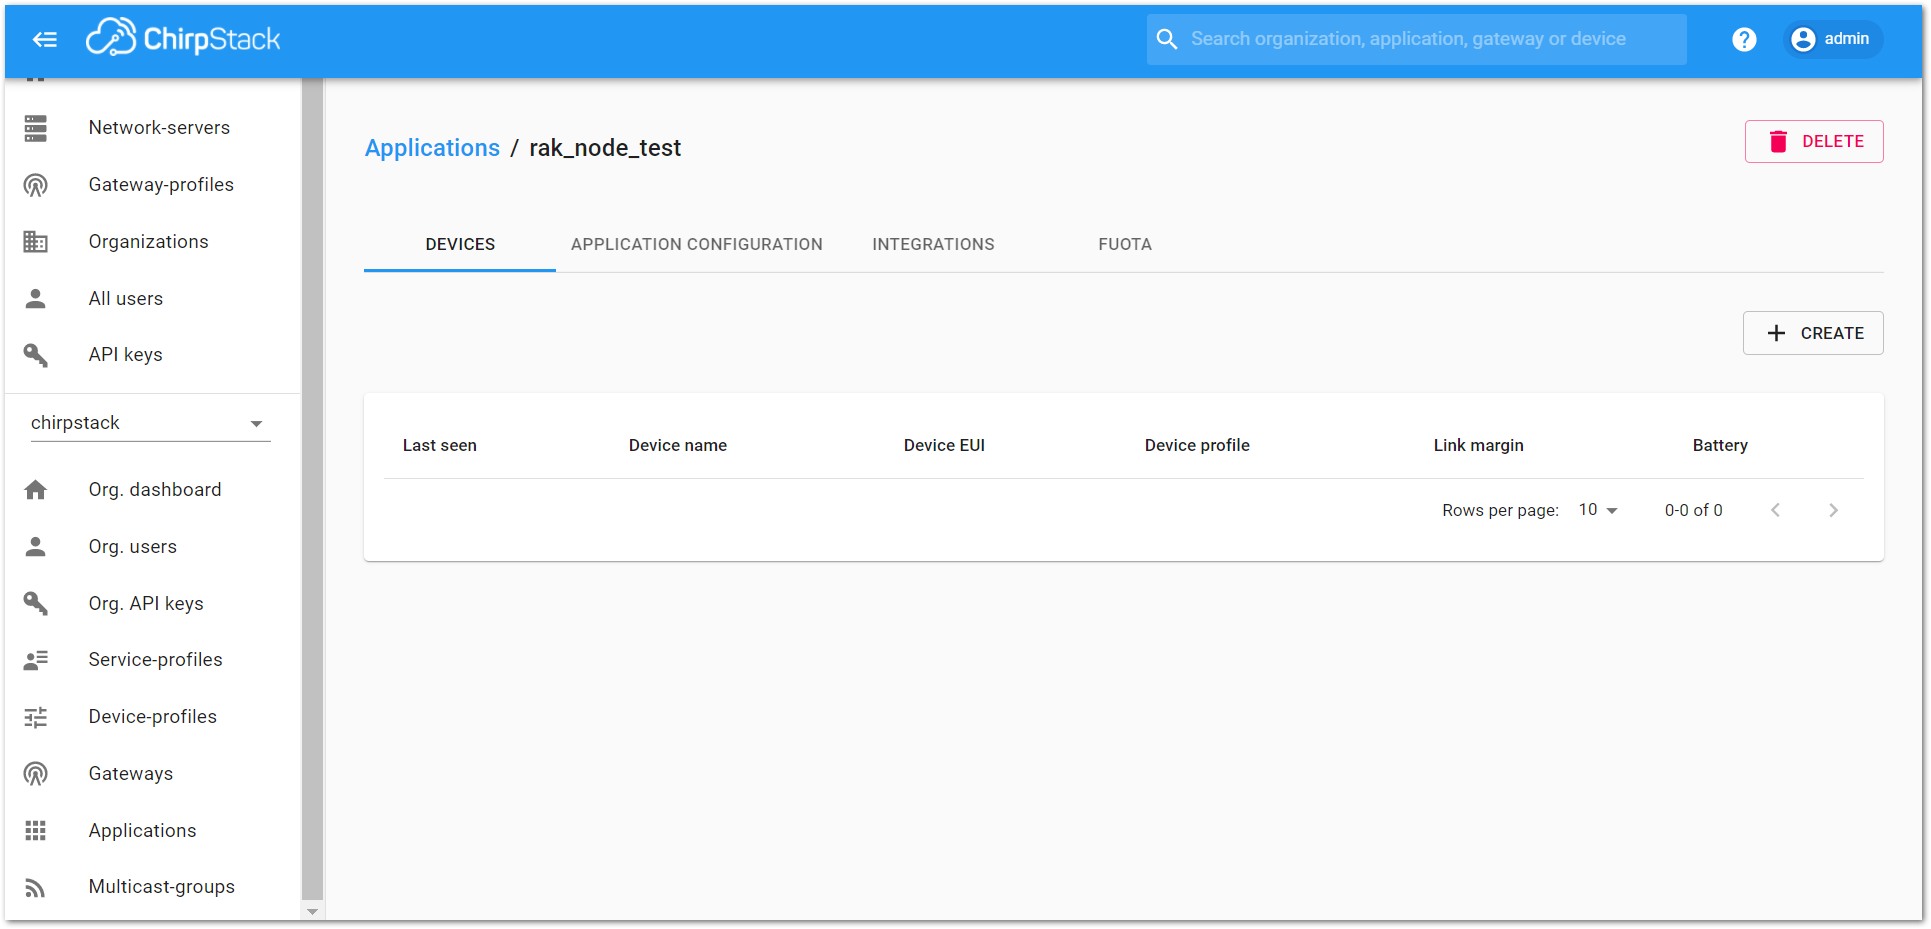 ChirpStack
Search organization, application, gateway or device
?
admin
Network-servers
Gateway-profiles
Organizations
All users
API keys
chirpstack
Org. dashboard
Org. users
Org. API keys
Service-profiles
Device-profiles
Gateways
Applications
Multicast-groups
Applications / rak_node_test
DELETE
DEVICES APPLICATION CONFIGURATION INTEGRATIONS FUOTA
+ CREATE
Last seen Device name Device EUI Device profile Link margin Battery
Rows per page: 10 0-0 of 0